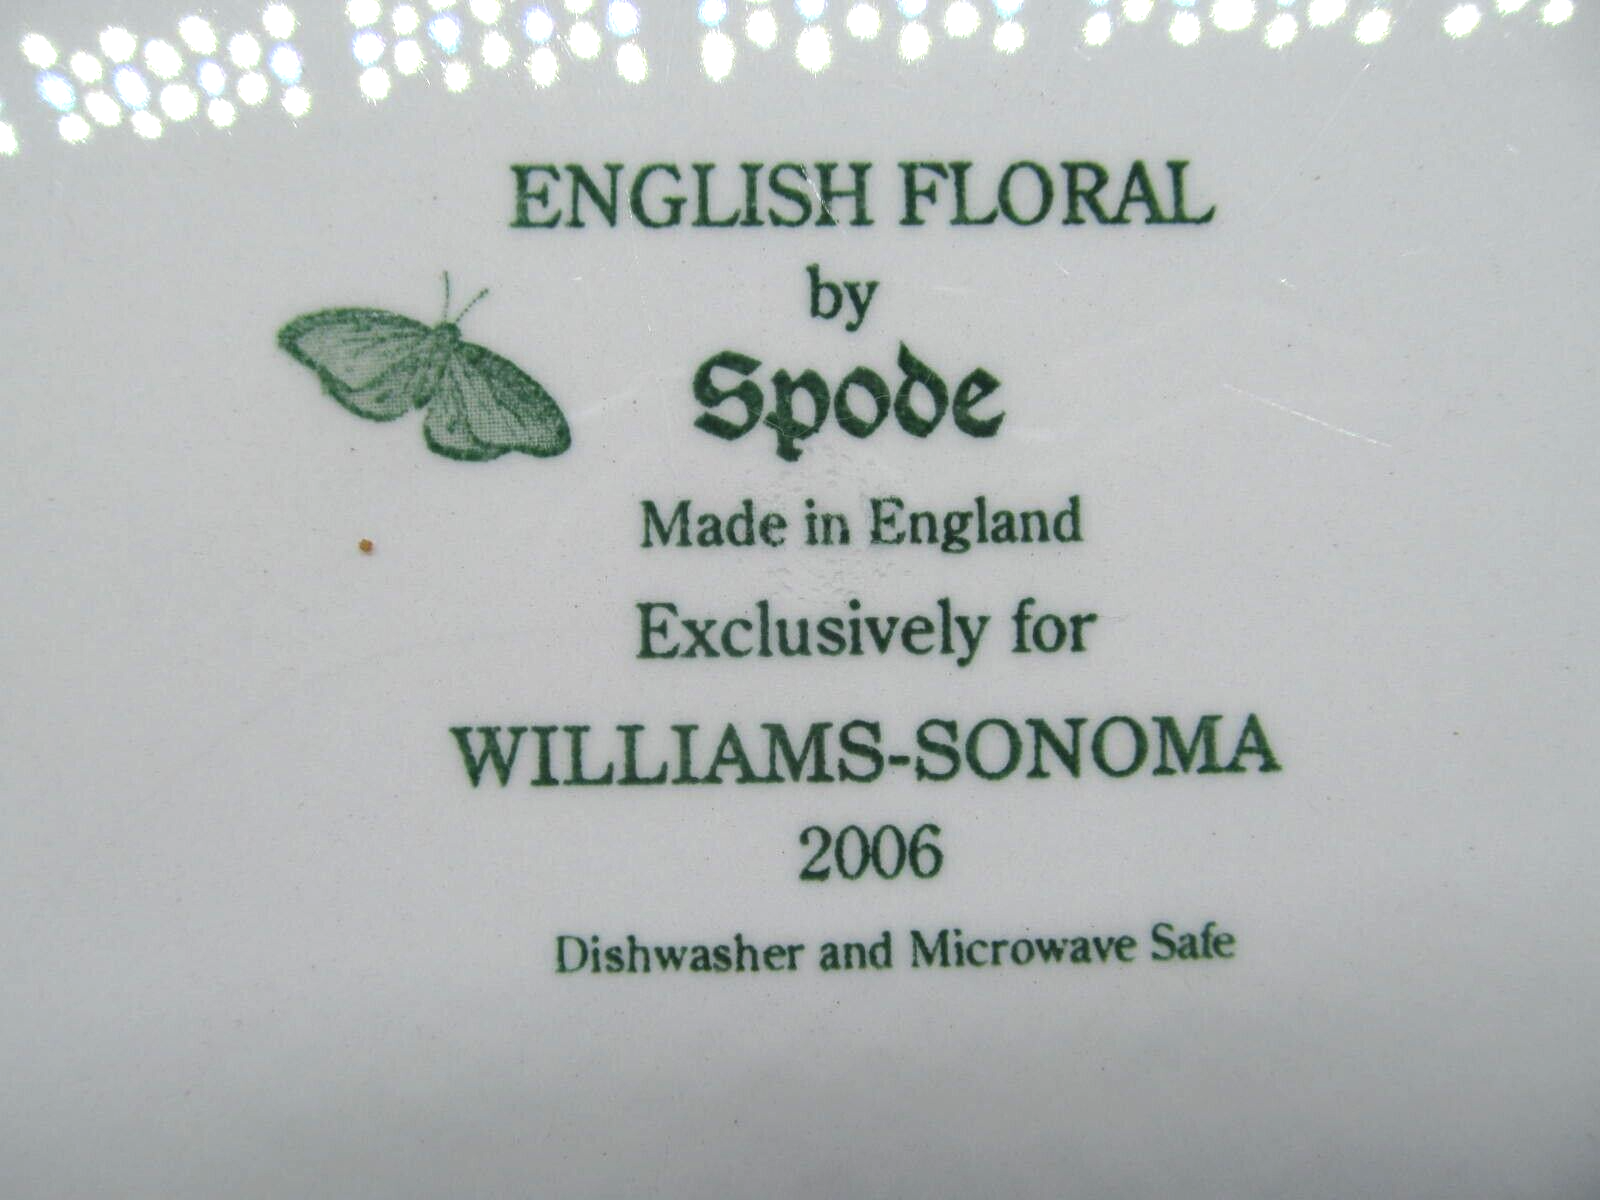 ENGLISH FLORAL
by
Spode
Made in England
Exclusively for
WILLIAMS-SONOMA
2006
Dishwasher and Microwave Safe